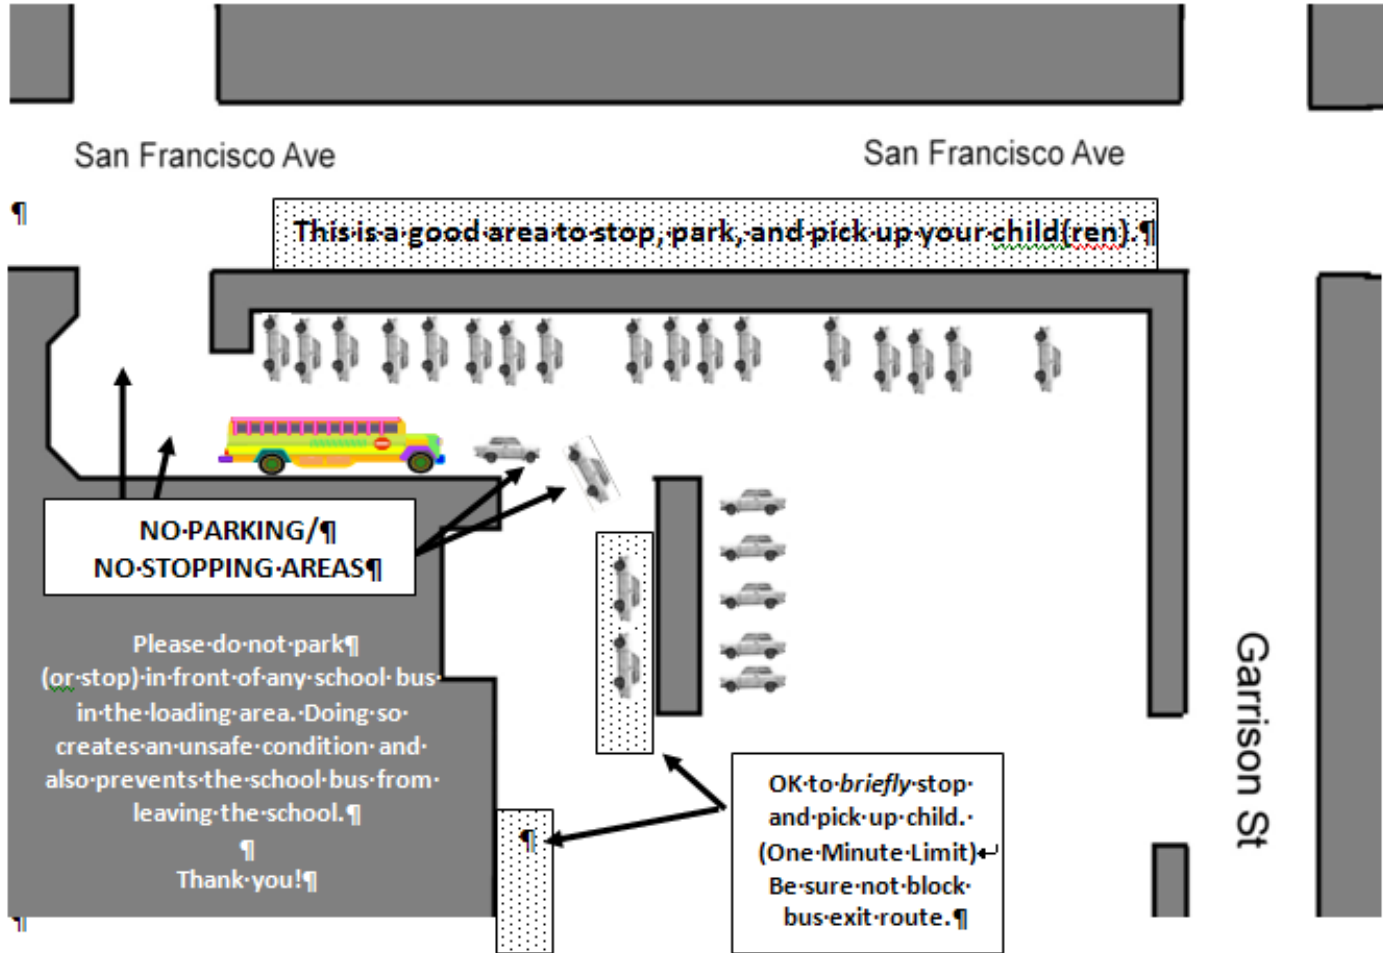 San Francisco Ave
San Francisco Ave
¶
This·is·a·good·area·to·stop,·park,·and·pick·up·your·child(ren).¶
NO·PARKING/¶
NO·STOPPING·AREAS¶
Please·do·not·park¶
(or·stop)·in·front·of·any·school·bus·
in·the·loading·area.·Doing·so·
creates·an·unsafe·condition·and·
also·prevents·the·school·bus·from·
leaving·the·school.¶
¶
Thank·you!¶
¶
¶
OK·to·briefly·stop·
and·pick·up·child.·
(One·Minute·Limit)↵
Be·sure·not·block·
bus·exit·route.¶
Garrison St